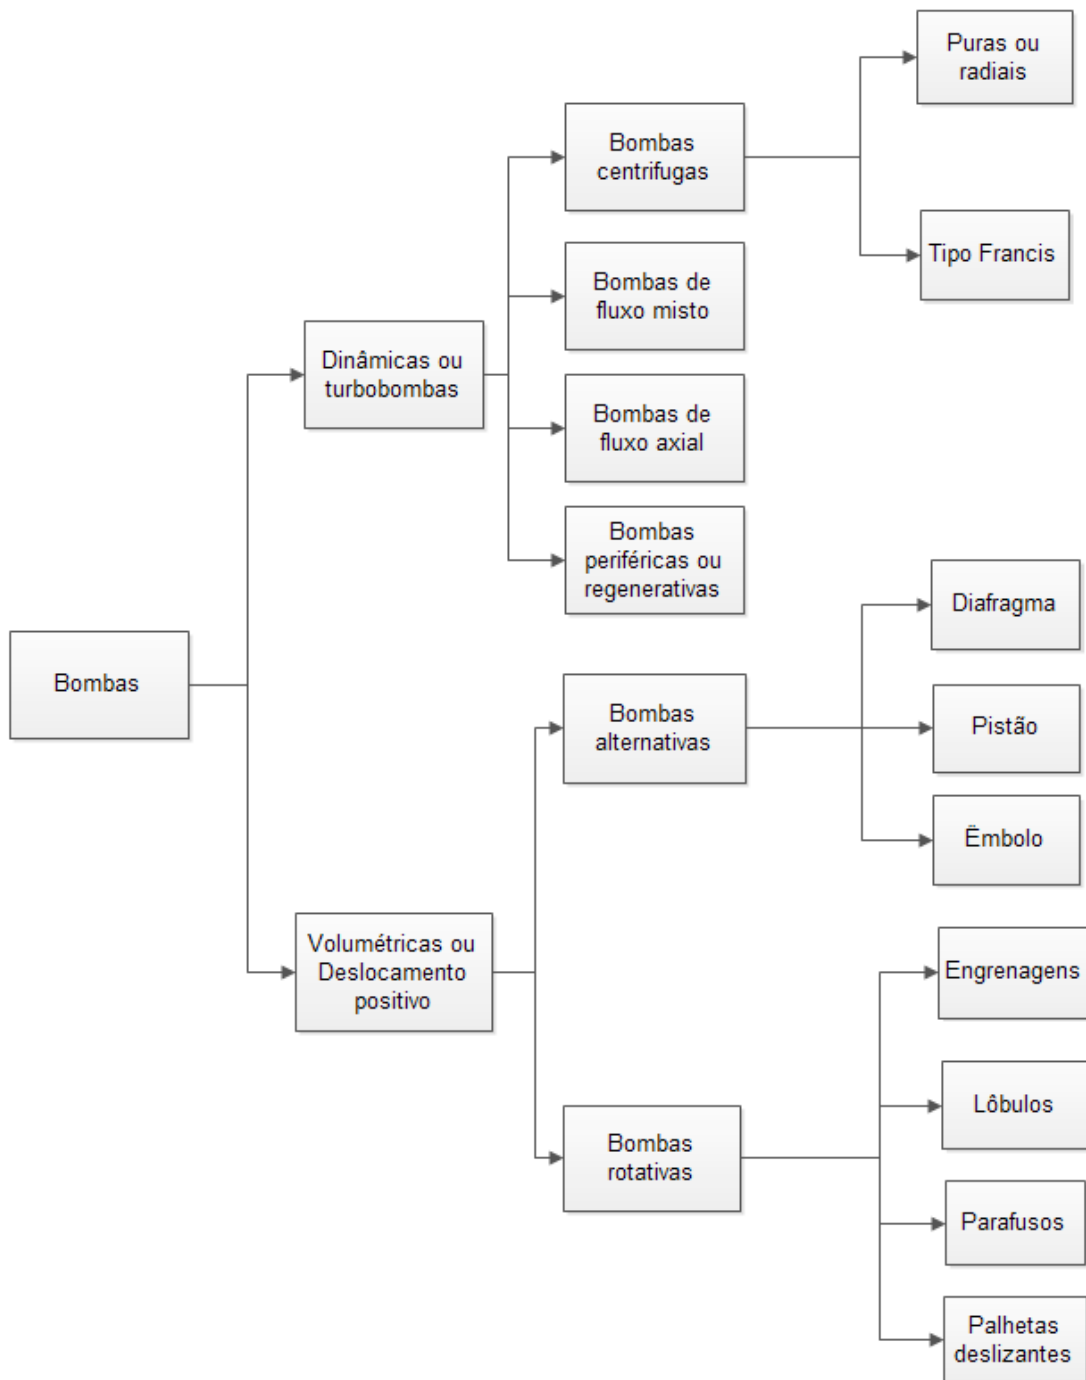 Puras ou
radiais
Bombas
centrifugas
Tipo Francis
Bombas de
fluxo misto
Dinâmicas ou
turbobombas
Bombas de
fluxo axial
Bombas
periféricas ou
regenerativas
Diafragma
Bombas
Bombas
alternativas
Pistão
Êmbolo
Volumétricas ou
Deslocamento
positivo
Engrenagens
Lôbulos
Bombas
rotativas
Parafusos
Palhetas
deslizantes